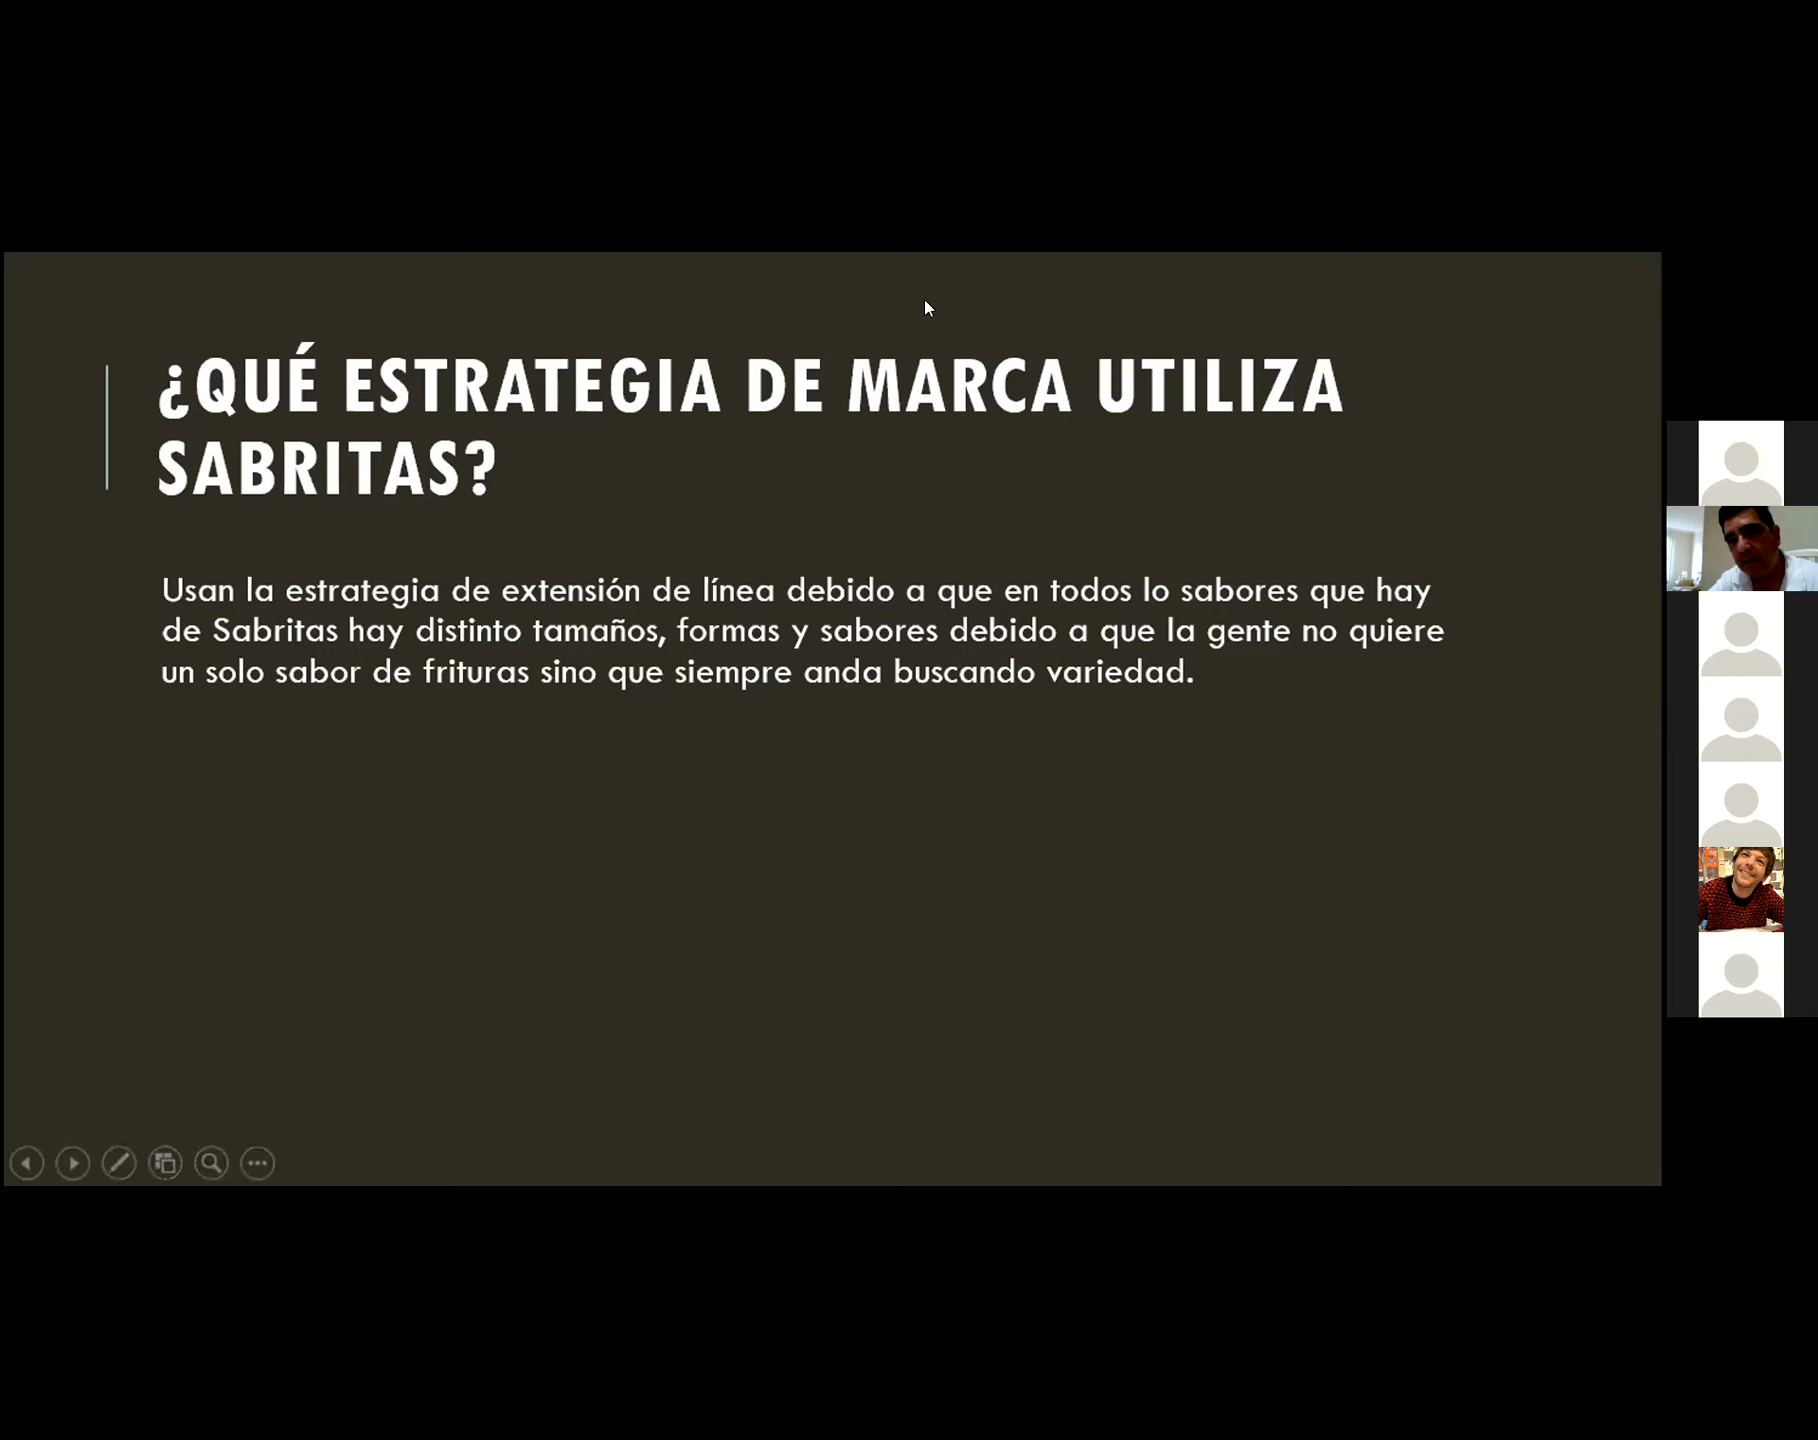 ¿QUÉ ESTRATEGIA DE MARCA UTILIZA
SABRITAS?
Usan la estrategia de extensión de línea debido a que en todos lo sabores que hay
de Sabritas hay distinto tamaños, formas y sabores debido a que la gente no quiere
un solo sabor de frituras sino que siempre anda buscando variedad.